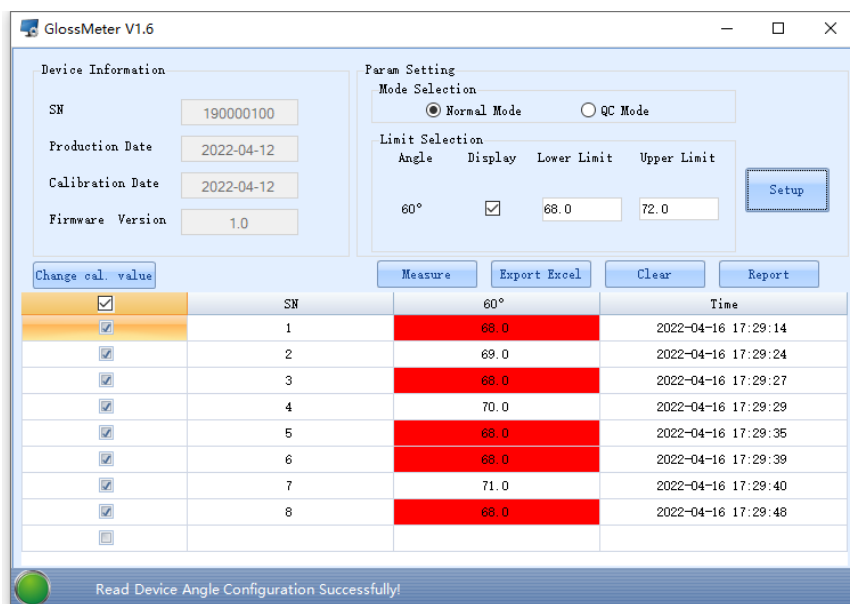 GlossMeter V1.6
Device Information
SN 190000100
Production Date 2022-04-12
Calibration Date 2022-04-12
Firmware Version 1.0
Param Setting
Mode Selection
Normal Mode QC Mode
Limit Selection
Angle Display Lower Limit Upper Limit
60° 68.0 72.0
Setup
Change cal. value Measure Export Excel Clear Report
SN 60° Time
1 68.0 2022-04-16 17:29:14
2 69.0 2022-04-16 17:29:24
3 68.0 2022-04-16 17:29:27
4 70.0 2022-04-16 17:29:29
5 68.0 2022-04-16 17:29:35
6 68.0 2022-04-16 17:29:39
7 71.0 2022-04-16 17:29:40
8 68.0 2022-04-16 17:29:48
Read Device Angle Configuration Successfully!